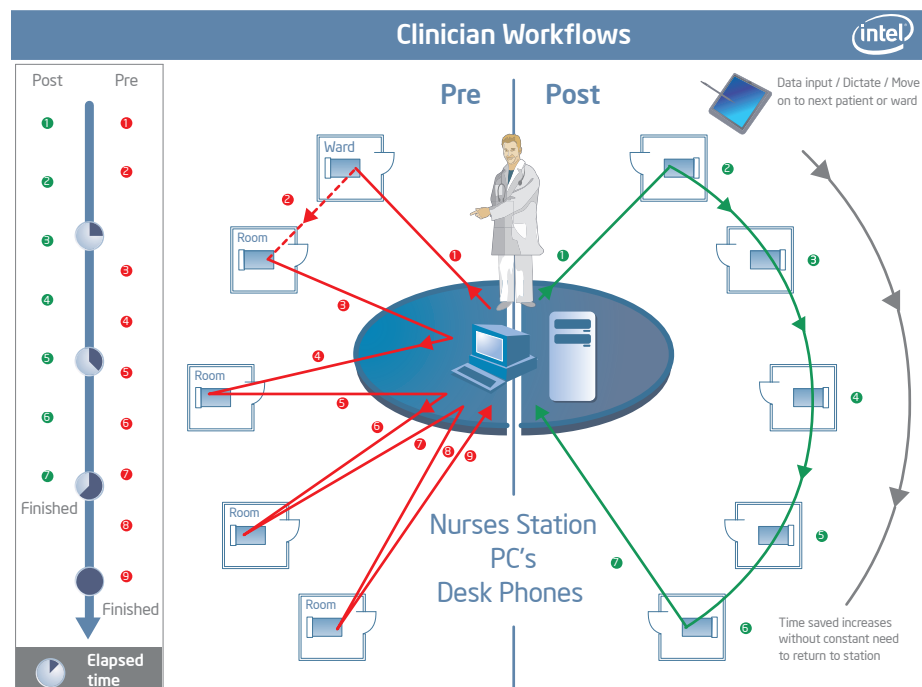 Clinician Workflows
intel
Post
Pre
1
1
2
2
3
3
4
4
5
5
6
6
7
7
Finished
8
9
Finished
Elapsed
time
Pre
Post
Data input / Dictate / Move
on to next patient or ward
Ward
2
Room
1
3
Room
4
5
6
7
8
9
Room
Room
1
2
3
4
5
6
7
Nurses Station
PC's
Desk Phones
Time saved increases
without constant need
to return to station